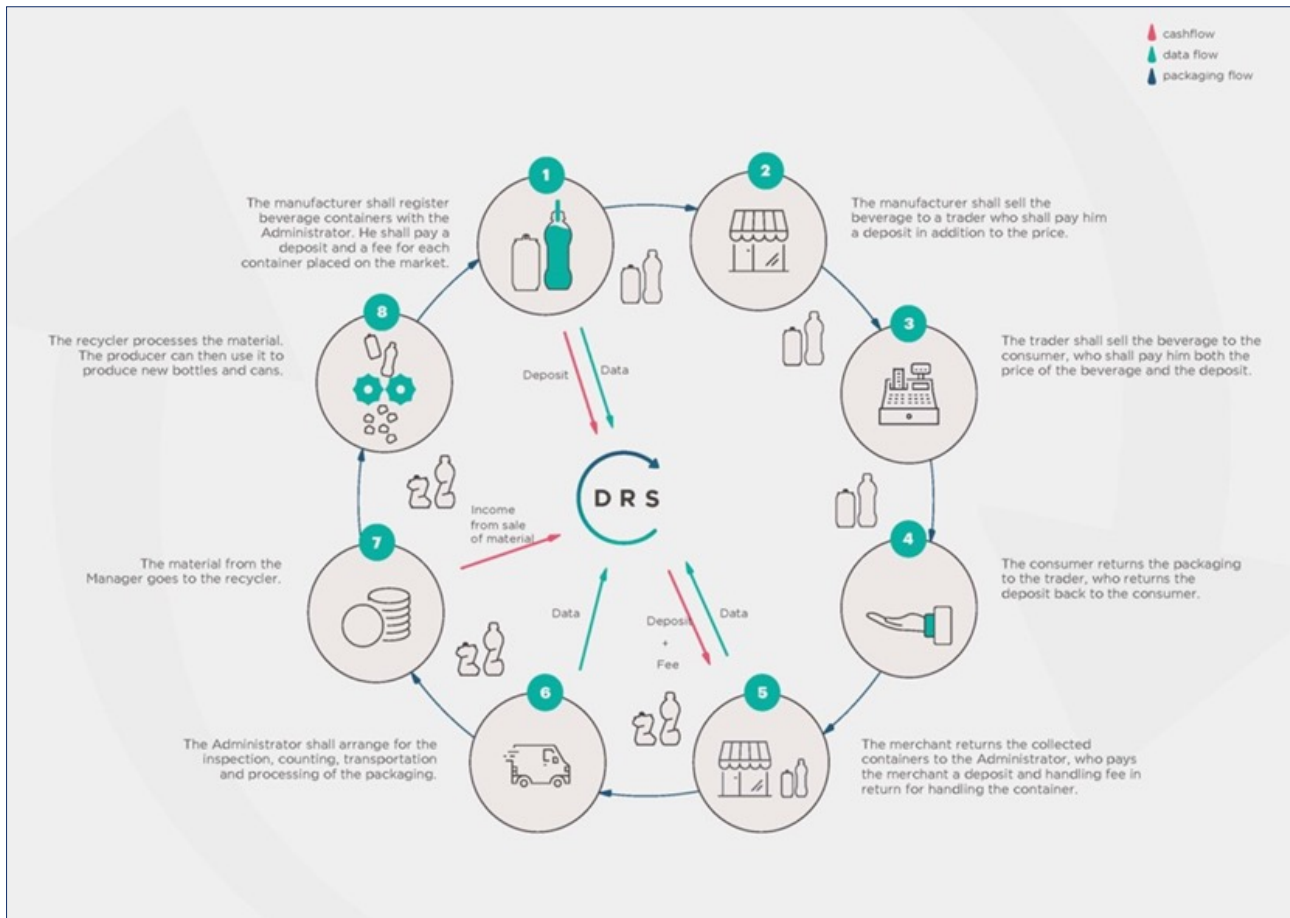 cashflow
data flow
packaging flow
1
The manufacturer shall register
beverage containers with the
Administrator. He shall pay a
deposit and a fee for each
container placed on the market.
2
The manufacturer shall sell the
beverage to a trader who shall pay him
a deposit in addition to the price.
3
The trader shall sell the beverage to the
consumer, who shall pay him both the
price of the beverage and the deposit.
8
The recycler processes the material.
The producer can then use it to
produce new bottles and cans.
Deposit
Data
DRS
Income
from sale
of material
4
The consumer returns the packaging
to the trader, who returns the
deposit back to the consumer.
7
The material from the
Manager goes to the recycler.
Data
Deposit
+
Fee
Data
6
The Administrator shall arrange for the
inspection, counting, transportation
and processing of the packaging.
5
The merchant returns the collected
containers to the Administrator, who pays
the merchant a deposit and handling fee in
return for handling the container.